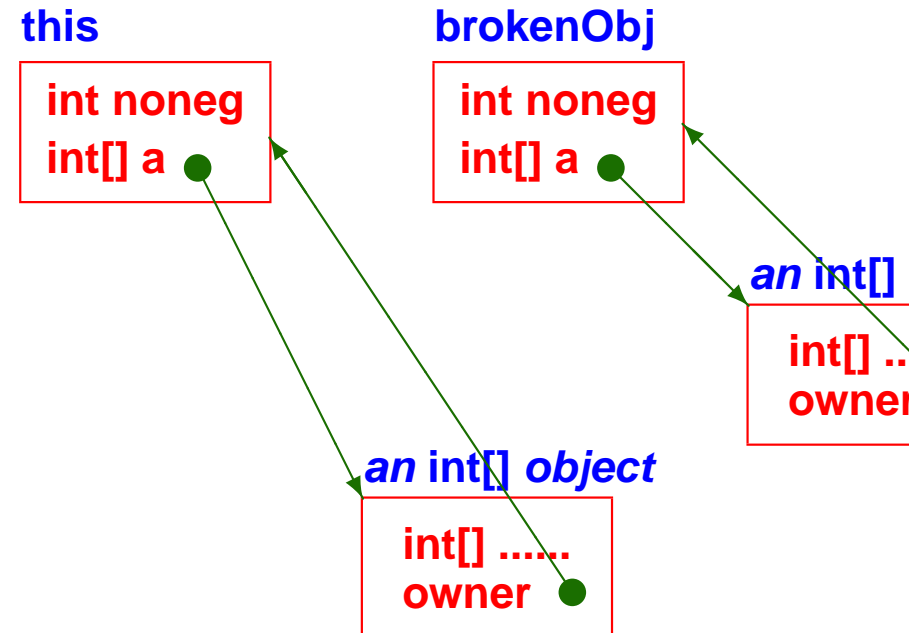 this
int noneg
int[] a
brokenObj
int noneg
int[] a
an int[]
int[] ..
owner
an int[] object
int[] ......
owner